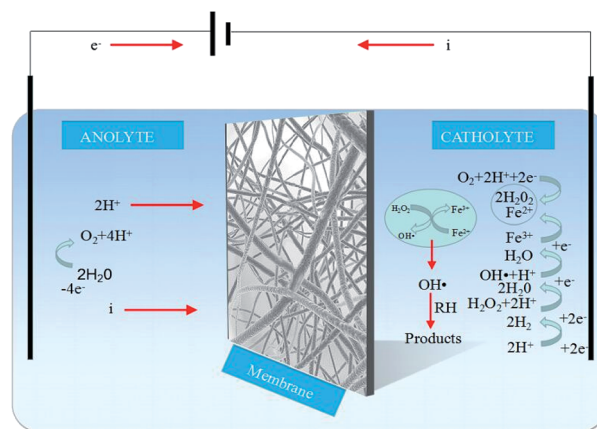 e-
i
ANOLYTE
2H+
O2+4H+
2H20
-4e-
i
Membrane
CATHOLYTE
H2O2
Fe3+
OH•
Fe2+
OH•
RH
Products
O2+2H++2e-
2H2O2
Fe2+
Fe3+
+e-
H2O
OH•+H+
+e-
2H20
H2O2+2H+
2H2
+2e-
2H+
+2e-